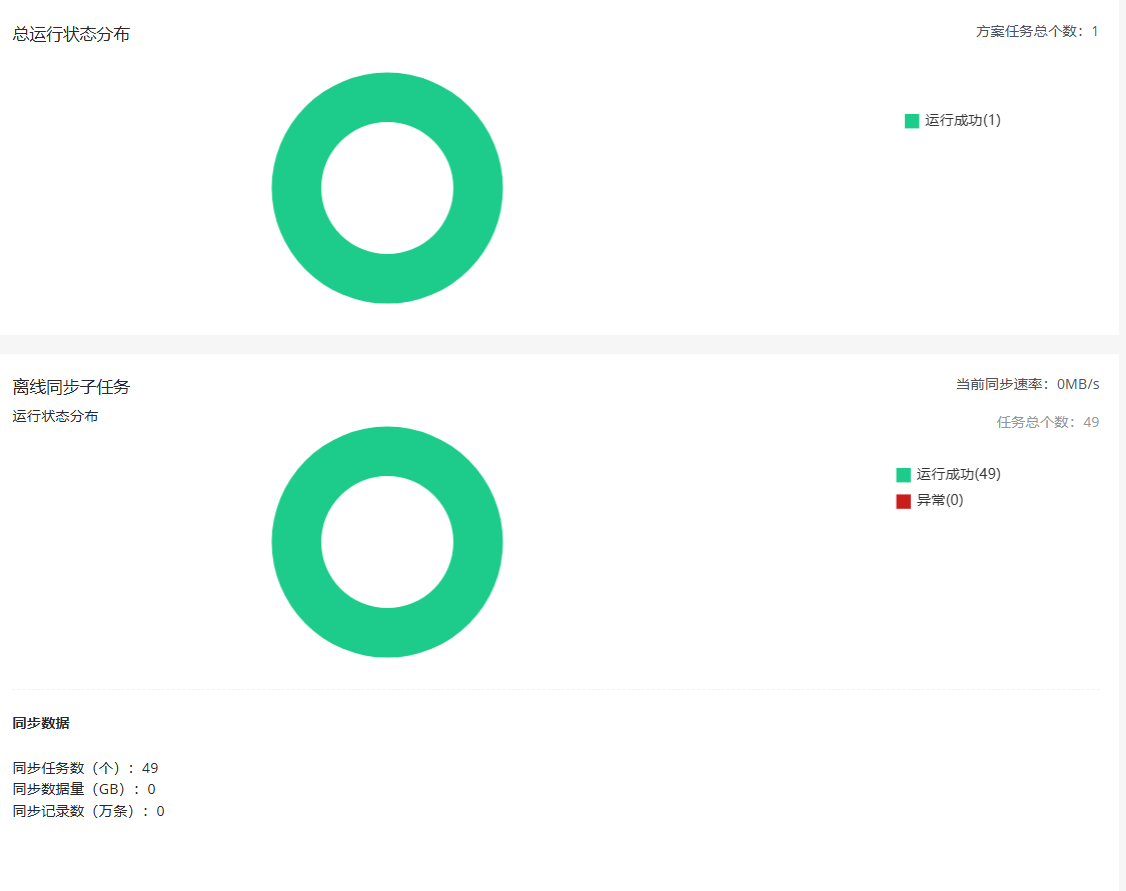 总运行状态分布
方案任务总个数：1
运行成功(1)
离线同步子任务
当前同步速率：0MB/s
运行状态分布
任务总个数：49
运行成功(49)
异常(0)
同步数据
同步任务数（个）：49
同步数据量（GB）：0
同步记录数（万条）：0